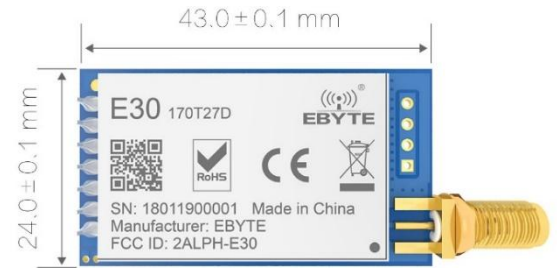 43.0±0.1 mm
24.0±0.1 mm
E30 170T27D
EBYTE®
RoHS
CE
SN: 18011900001 Made in China
Manufacturer: EBYTE
FCC ID: 2ALPH-E30